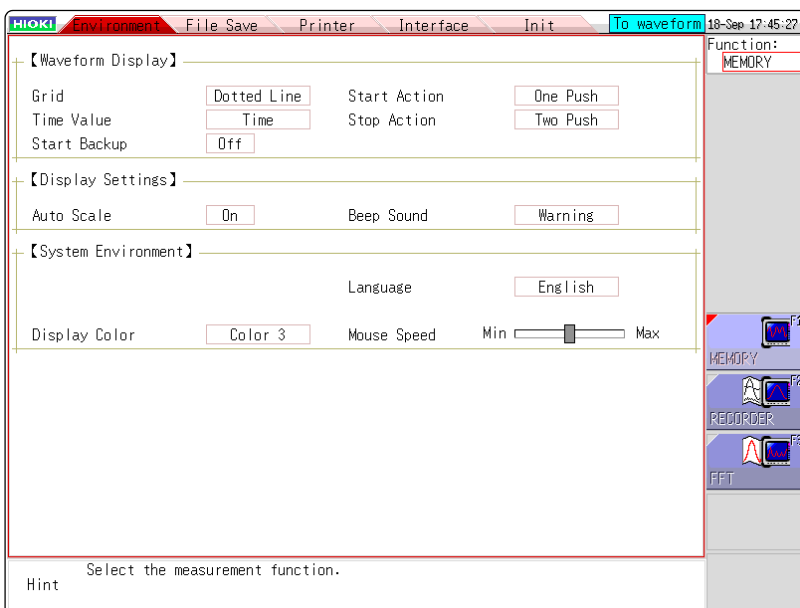 HIOKI Environment File Save Printer Interface Init To waveform 18-Sep 17:45:27
Function:
MEMORY
【Waveform Display】
Grid Dotted Line Start Action One Push
Time Value Time Stop Action Two Push
Start Backup Off
【Display Settings】
Auto Scale On Beep Sound Warning
【System Environment】
Language English
Display Color Color 3 Mouse Speed Min Max
F1
MEMORY
F2
RECORDER
F3
FFT
Select the measurement function.
Hint